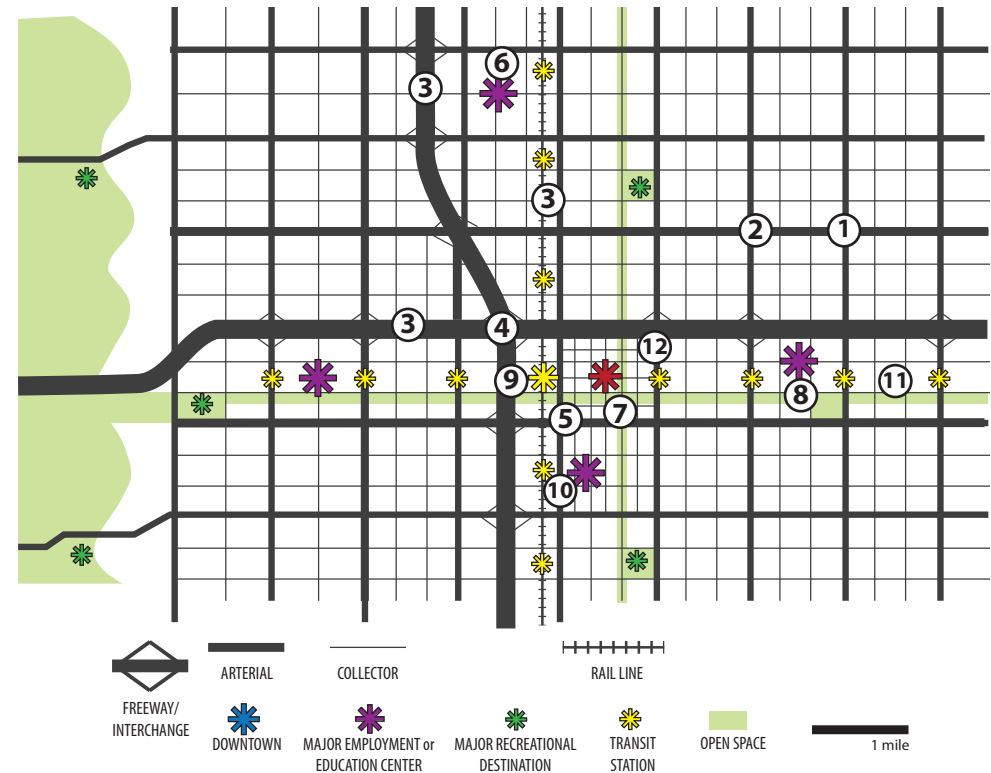 6
3
3
2
1
3
4
12
9
11
8
7
5
10
ARTERIAL
COLLECTOR
RAIL LINE
FREEWAY/
INTERCHANGE
DOWNTOWN
MAJOR EMPLOYMENT or
EDUCATION CENTER
MAJOR RECREATIONAL
DESTINATION
TRANSIT
STATION
OPEN SPACE
1 mile